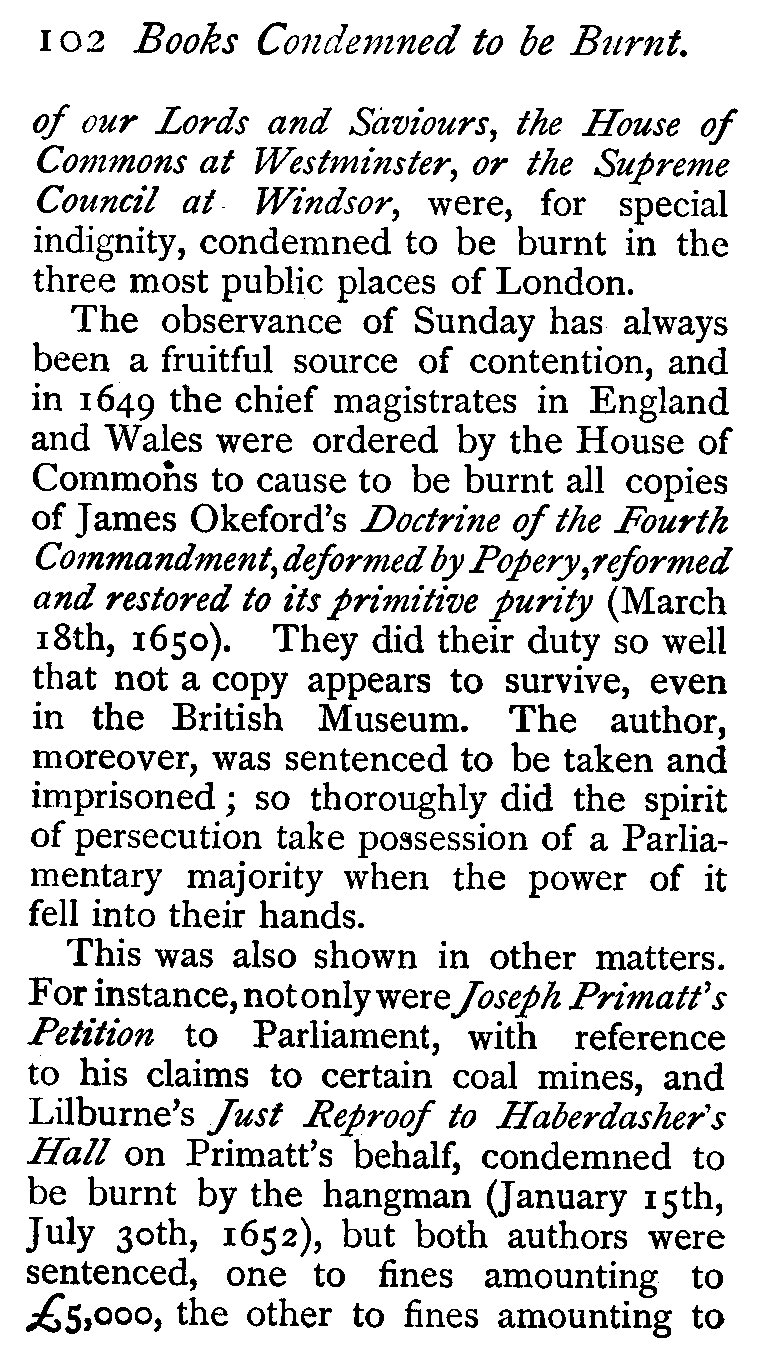 102 Books Condemned to be Burnt.
of our Lords and Saviours, the House of
Commons at Westminster, or the Supreme
Council at Windsor, were, for special
indignity, condemned to be burnt in the
three most public places of London.
The observance of Sunday has always
been a fruitful source of contention, and
in 1649 the chief magistrates in England
and Wales were ordered by the House of
Commons to cause to be burnt all copies
of James Okeford's Doctrine of the Fourth
Commandment, deformed by Popery, reformed
and restored to its primitive purity (March
18th, 1650). They did their duty so well
that not a copy appears to survive, even
in the British Museum. The author,
moreover, was sentenced to be taken and
imprisoned; so thoroughly did the spirit
of persecution take possession of a Parlia-
mentary majority when the power of it
fell into their hands.
This was also shown in other matters.
For instance, not only were Joseph Primatt's
Petition to Parliament, with reference
to his claims to certain coal mines, and
Lilburne's Just Reproof to Haberdasher's
Hall on Primatt's behalf, condemned to
be burnt by the hangman (January 15th,
July 30th, 1652), but both authors were
sentenced, one to fines amounting to
£5,000, the other to fines amounting to